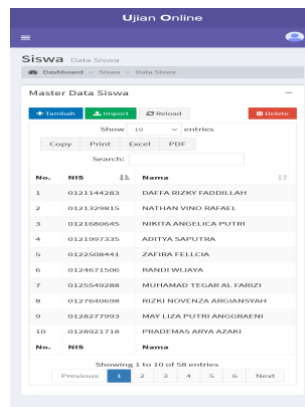 Ujian Online
Siswa Data Siswa
Dashboard > Siswa > Data Siswa
Master Data Siswa
+ Tambah Import Reload Delete
Show 10 entries
Copy Print Excel PDF
Search:
No. NIS Nama
1 0121144283 DAFFA RIZKY FADDILLAH
2 0121329815 NATHAN VINO RAFAEL
3 0121680645 NIKITA ANGELICA PUTRI
4 0121997335 ADITYA SAPUTRA
5 0122508441 ZAFIRA FELLCIA
6 0124671506 RANDI WIJAYA
7 0125549288 MUHAMAD TEGAR AL FARIZI
8 0127640698 RIZKI NOVENZA ARGIANSYAH
9 0128277993 MAY LIZA PUTRI ANGGRAENI
10 0128921718 PRADEMAS ARYA AZAKI
No. NIS Nama
Showing 1 to 10 of 58 entries
Previous 1 2 3 4 5 6 Next